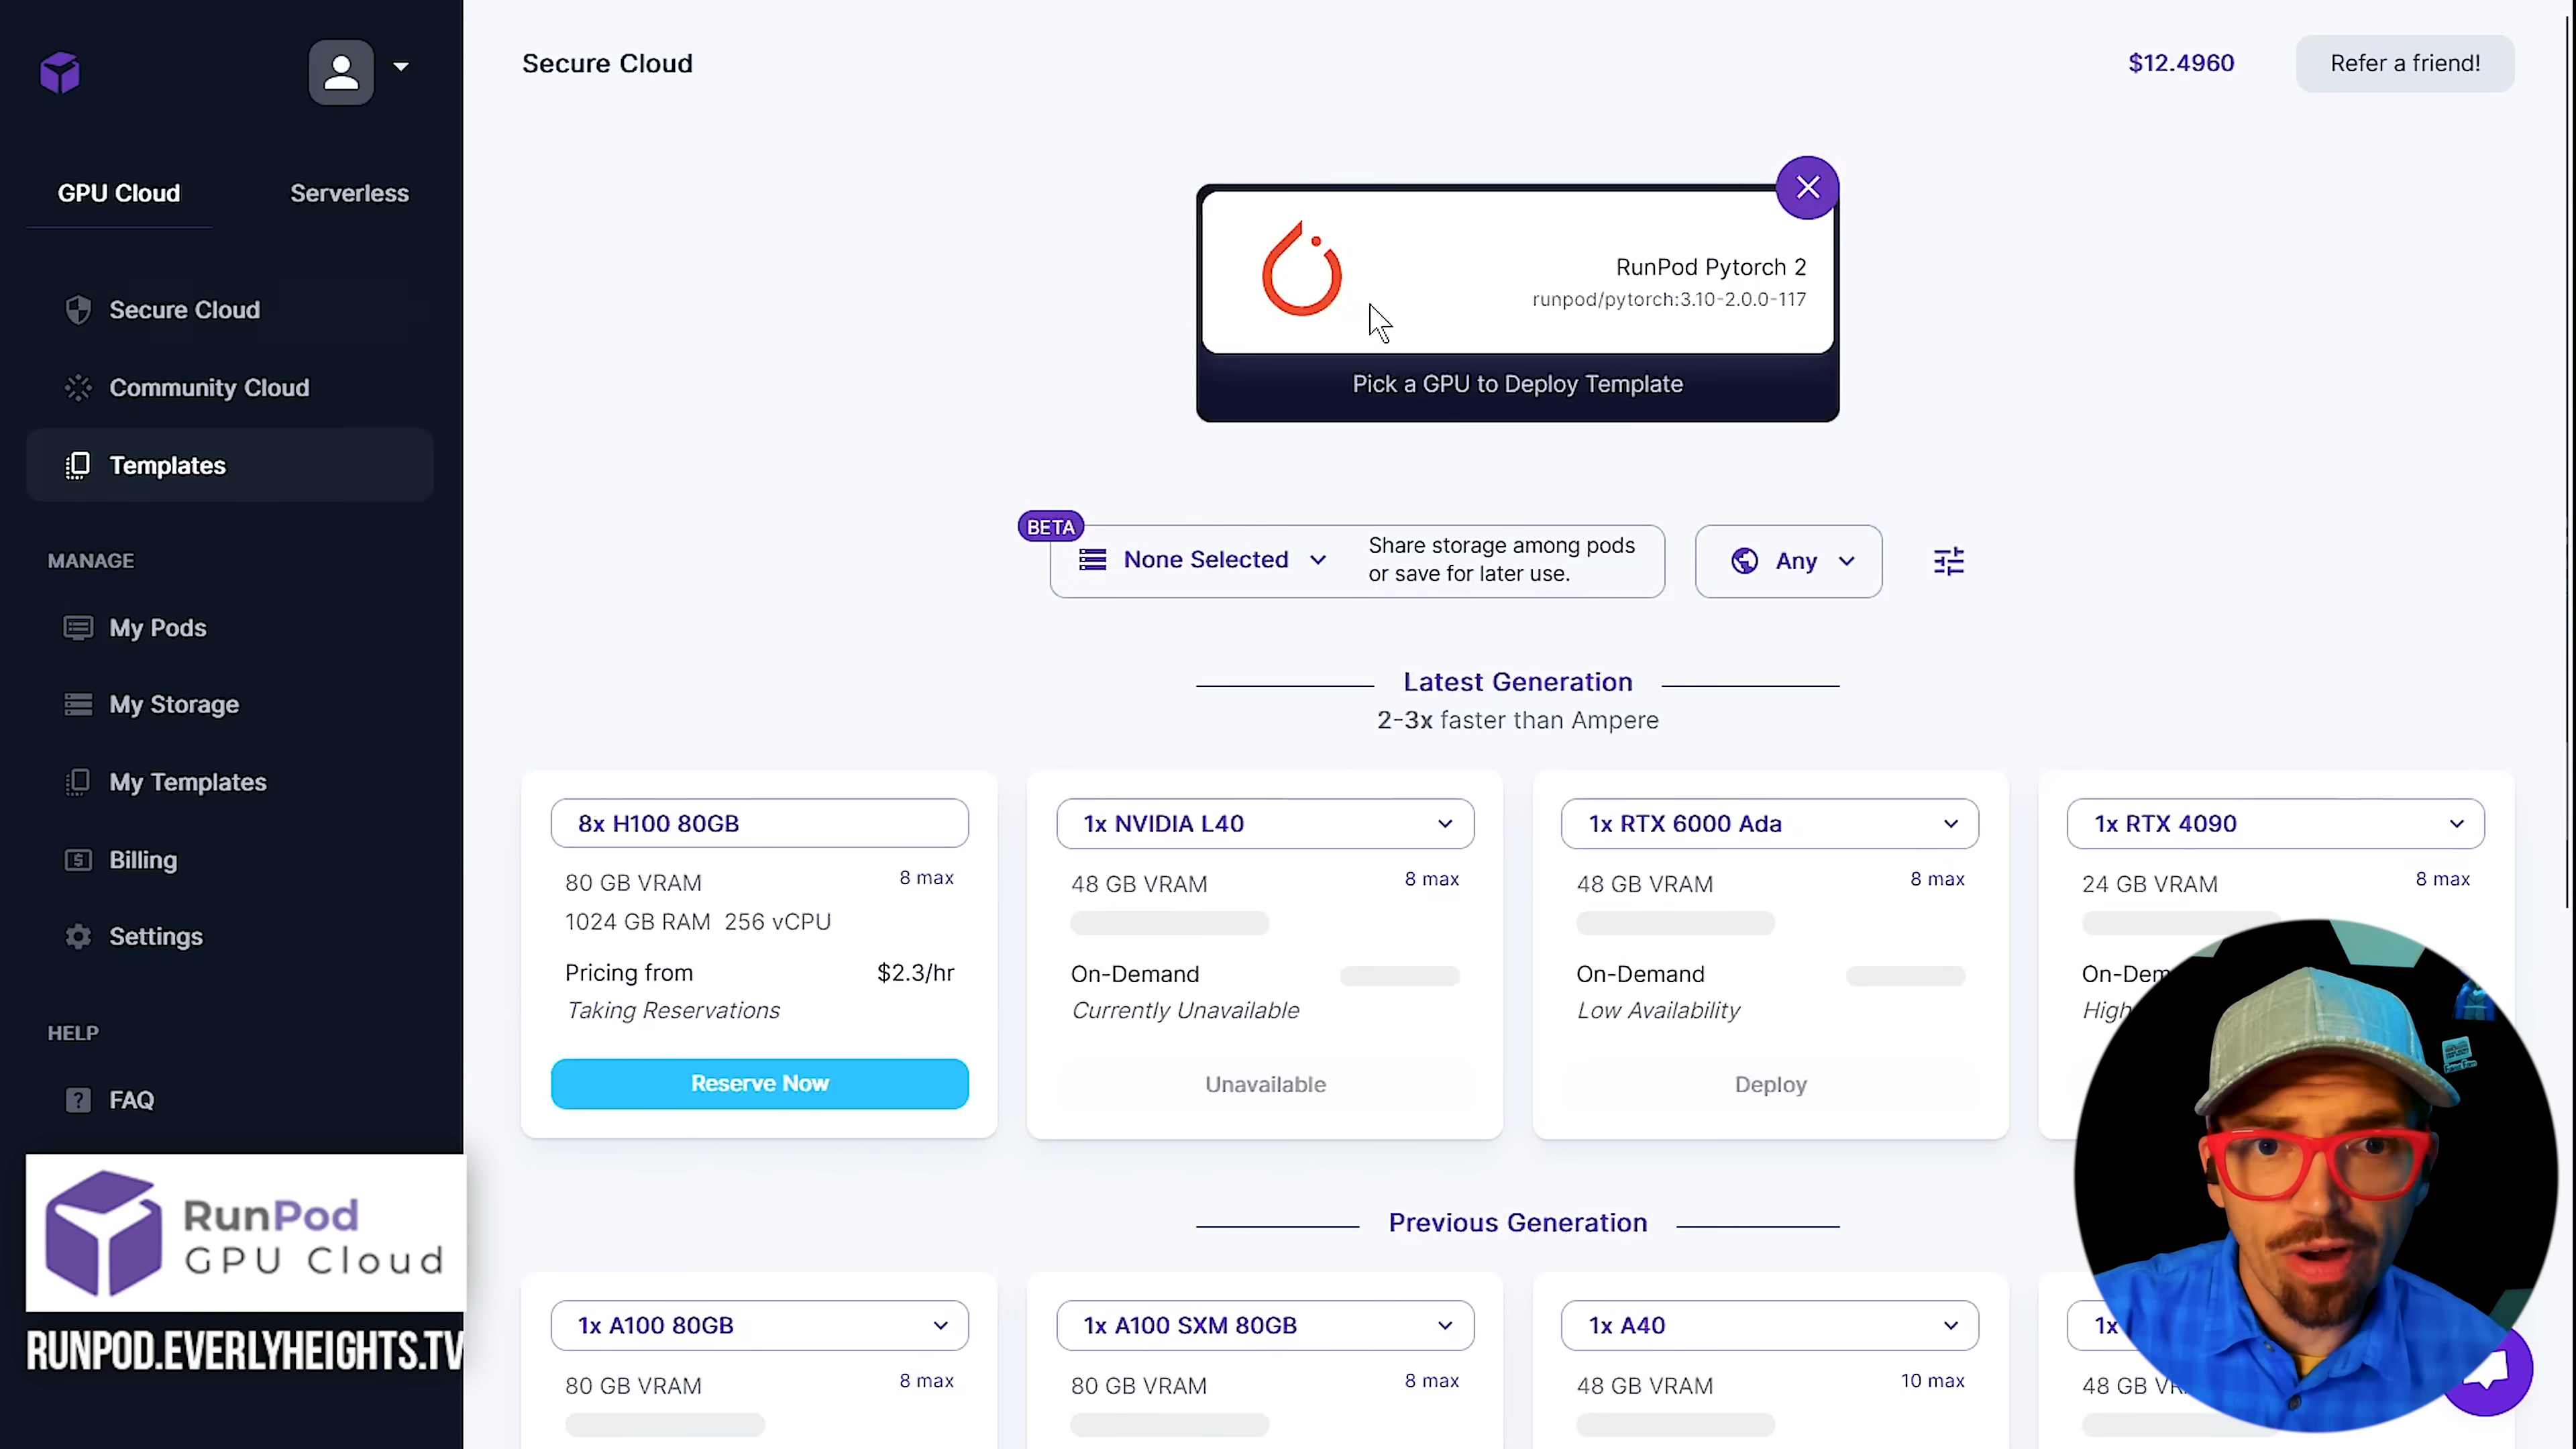 Secure Cloud
$12.4960
Refer a friend!
GPU Cloud
Serverless
Secure Cloud
Community Cloud
Templates
MANAGE
My Pods
My Storage
My Templates
Billing
Settings
HELP
FAQ
RunPod
GPU Cloud
RUNPOD.EVERLYHEIGHTS.TV
RunPod Pytorch 2
runpod/pytorch:3.10-2.0.0-117
Pick a GPU to Deploy Template
BETA
None Selected
Share storage among pods
or save for later use.
Any
Latest Generation
2-3x faster than Ampere
8x H100 80GB
80 GB VRAM
8 max
1024 GB RAM 256 vCPU
Pricing from
$2.3/hr
Taking Reservations
Reserve Now
1x NVIDIA L40
48 GB VRAM
8 max
On-Demand
Currently Unavailable
Unavailable
1x RTX 6000 Ada
48 GB VRAM
8 max
On-Demand
Low Availability
Deploy
1x RTX 4090
24 GB VRAM
8 max
On-Dem
High
Previous Generation
1x A100 80GB
80 GB VRAM
8 max
1x A100 SXM 80GB
80 GB VRAM
8 max
1x A40
48 GB VRAM
10 max
1x
48 GB